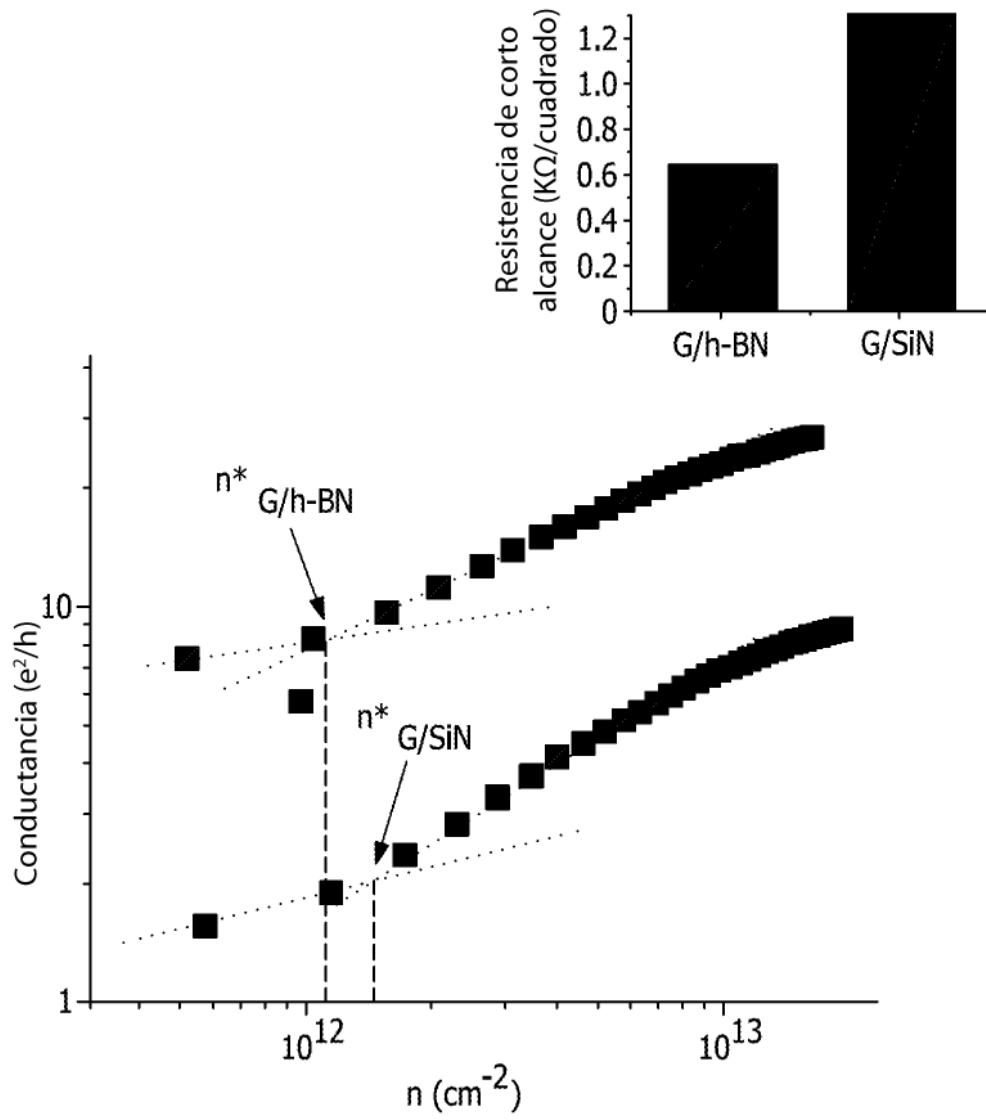 Resistencia de corto
alcance (KΩ/cuadrado)
1.2
1.0
0.8
0.6
0.4
0.2
0
G/h-BN
G/SiN
n* G/h-BN
n* G/SiN
Conductancia (e²/h)
10
1
10¹²
10¹³
n (cm⁻²)